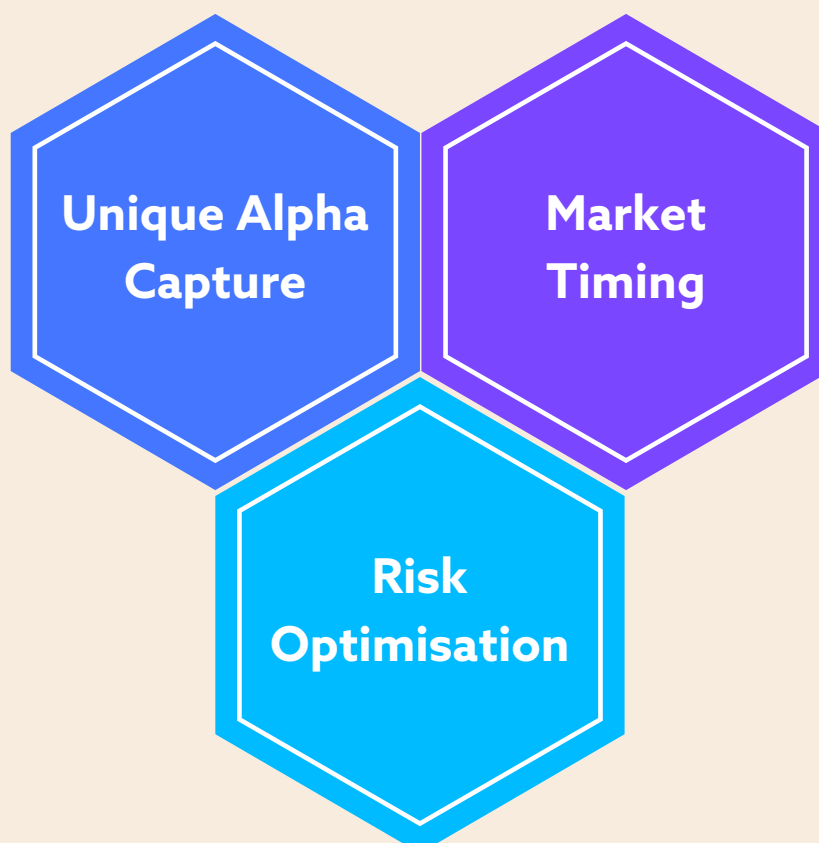 Unique Alpha
Capture
Market
Timing
Risk
Optimisation